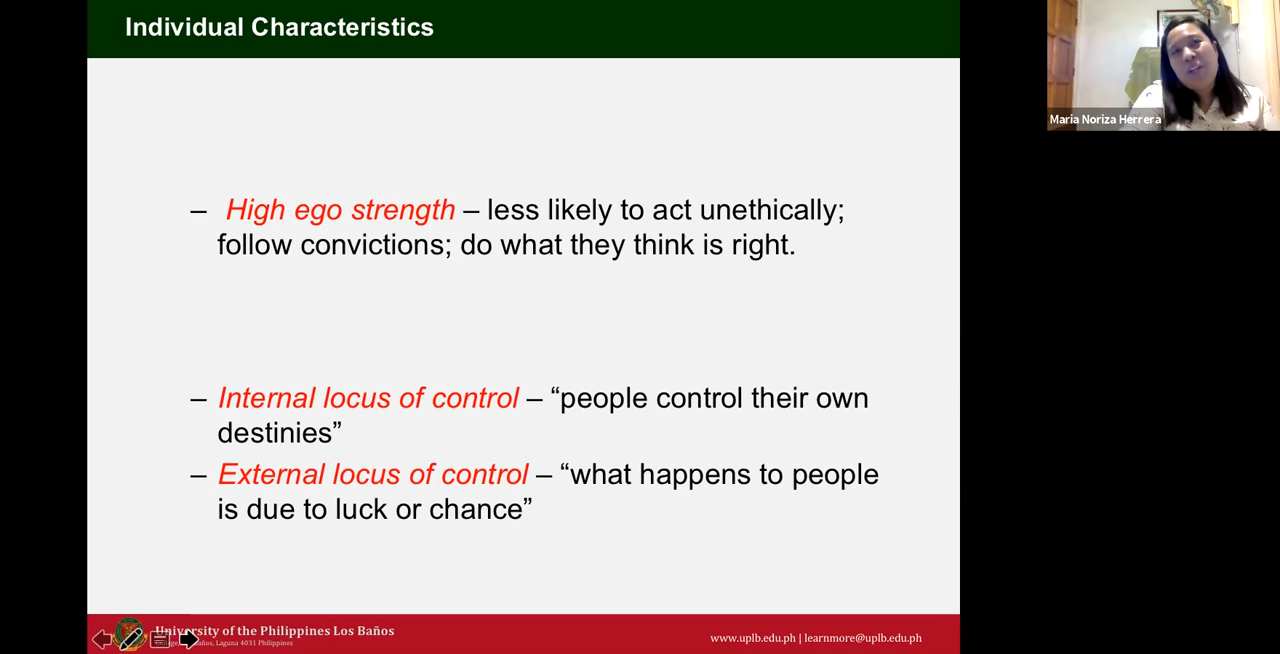 Individual Characteristics
Maria Noriza Herrera
– High ego strength – less likely to act unethically;
follow convictions; do what they think is right.
– Internal locus of control – “people control their own
destinies”
– External locus of control – “what happens to people
is due to luck or chance”
University of the Philippines Los Baños
Laguna 4031 Philippines
www.uplb.edu.ph | learnmore@uplb.edu.ph